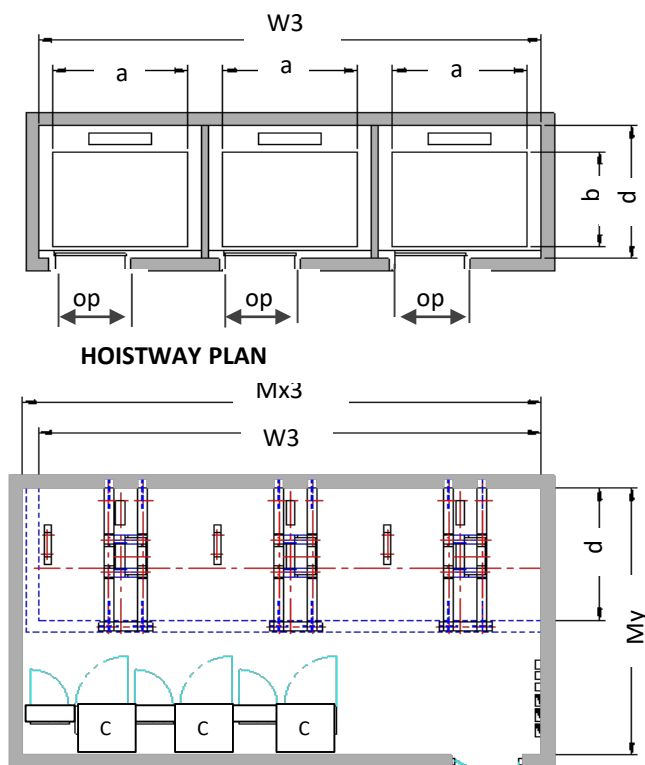 W3
a a a
b
d
op op op
HOISTWAY PLAN
Mx3
W3
d
My
C C C